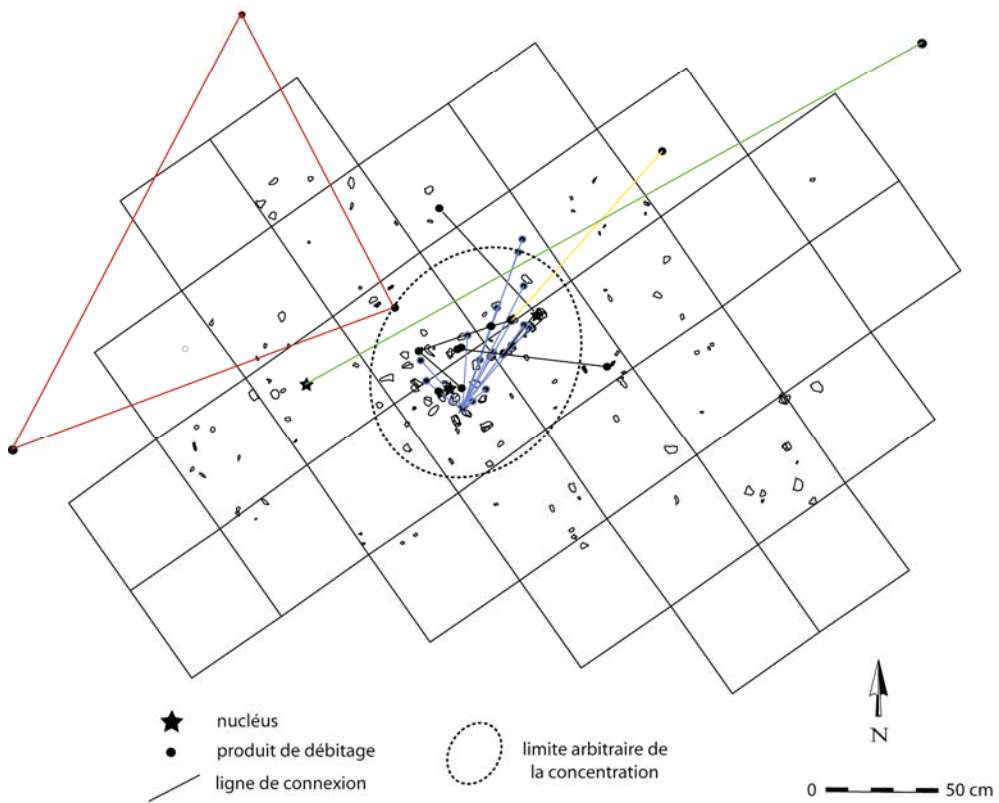 nucléus
produit de débitage
ligne de connexion
limite arbitraire de
la concentration
N
0 50 cm